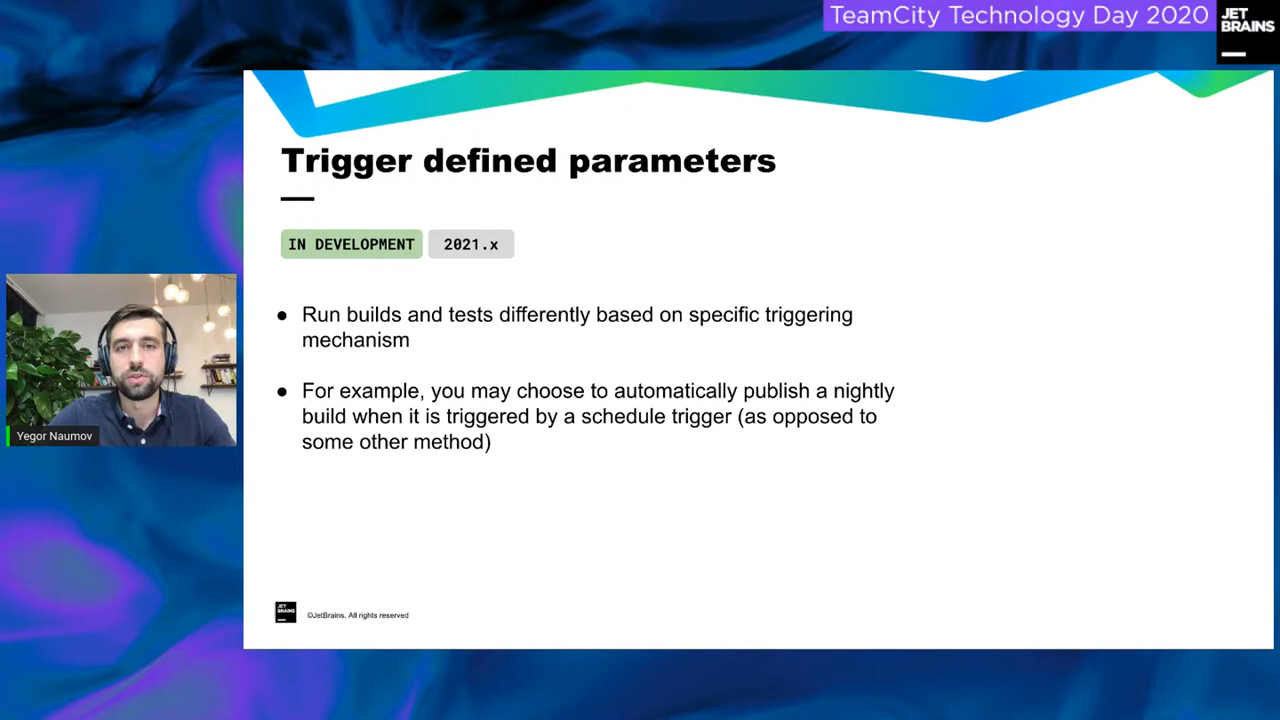 TeamCity Technology Day 2020
JET
BRAINS
Trigger defined parameters
IN DEVELOPMENT 2021.x
● Run builds and tests differently based on specific triggering
mechanism
● For example, you may choose to automatically publish a nightly
build when it is triggered by a schedule trigger (as opposed to
some other method)
Yegor Naumov
JET
BRAINS
©JetBrains. All rights reserved